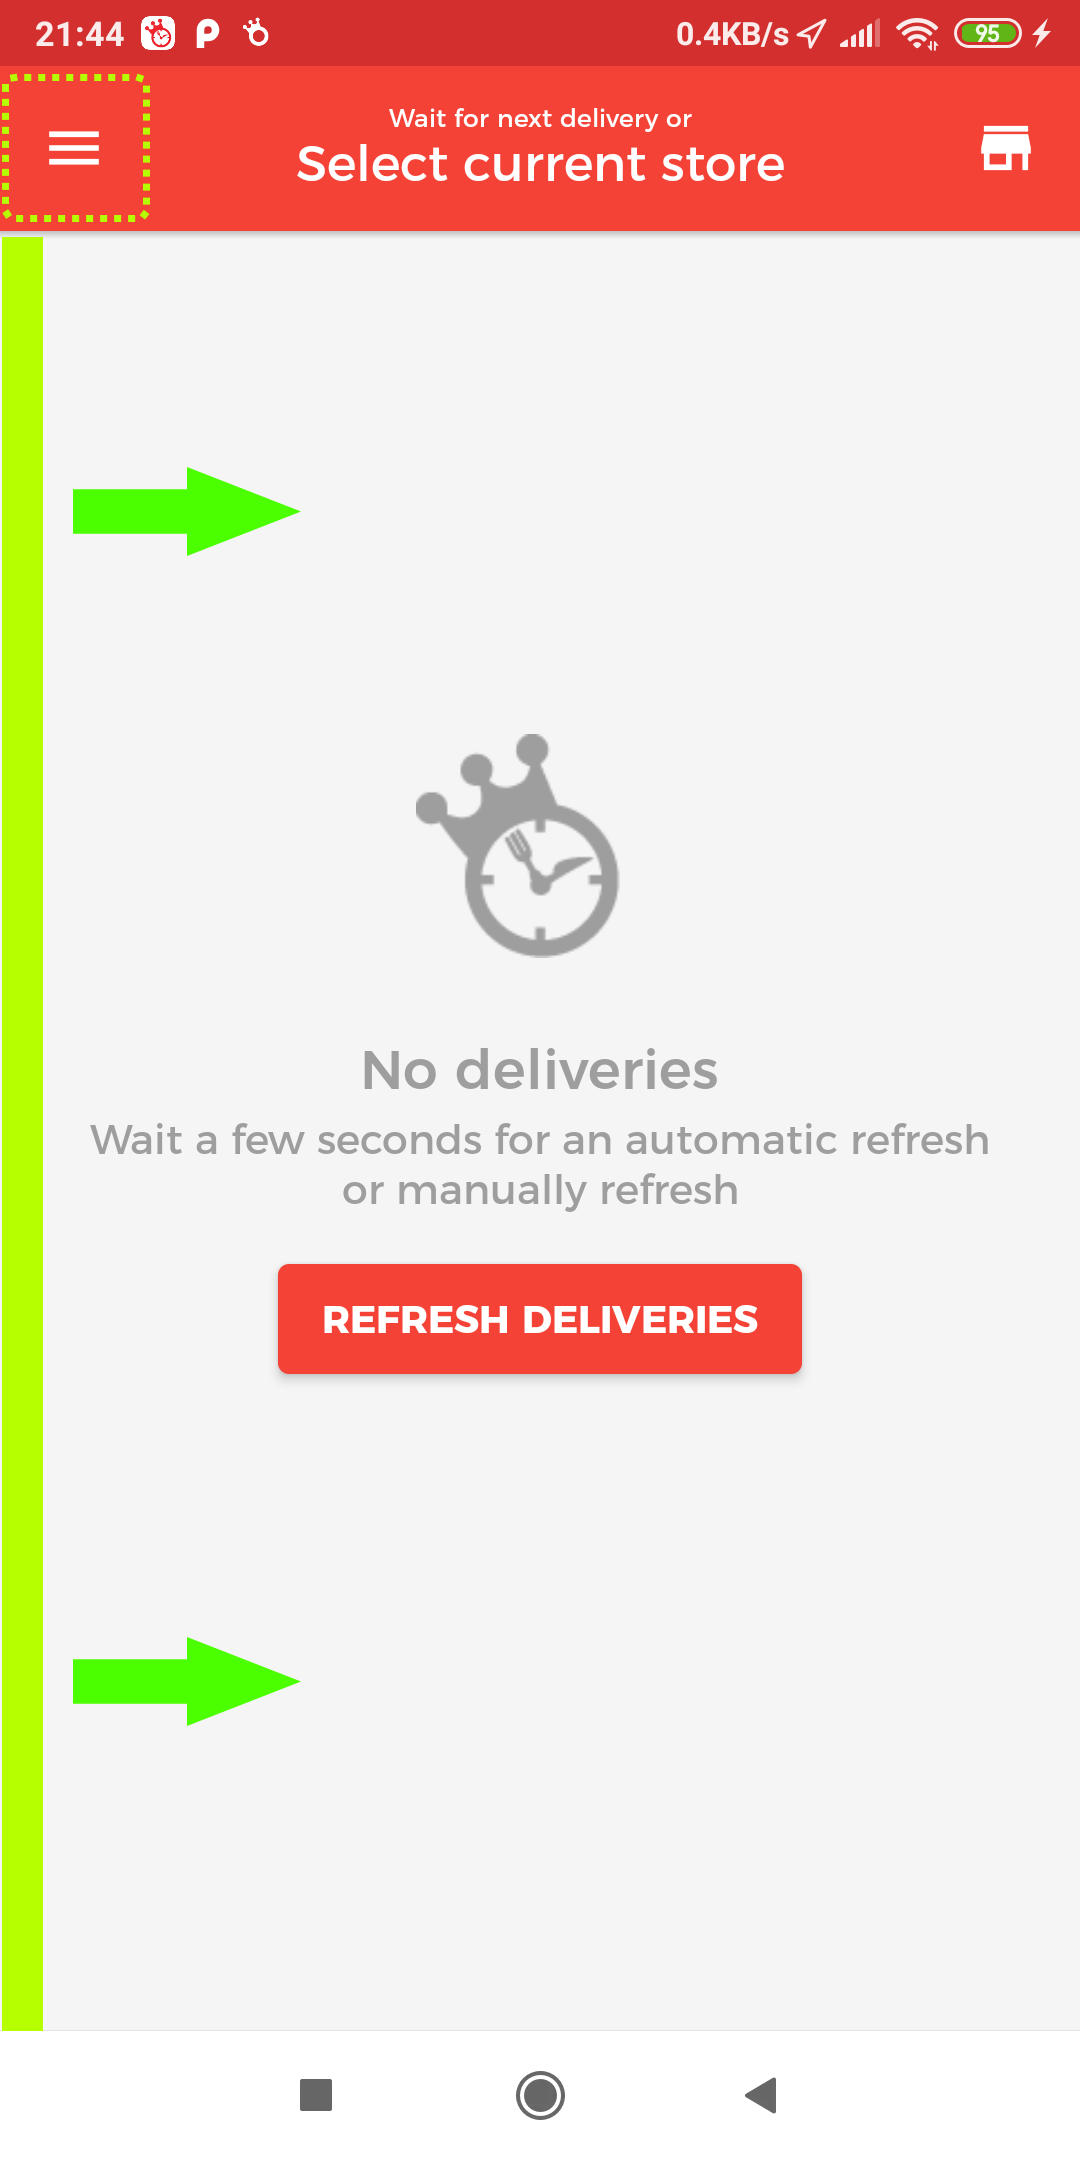 21:44
0.4KB/s
95
Wait for next delivery or
Select current store
No deliveries
Wait a few seconds for an automatic refresh
or manually refresh
REFRESH DELIVERIES